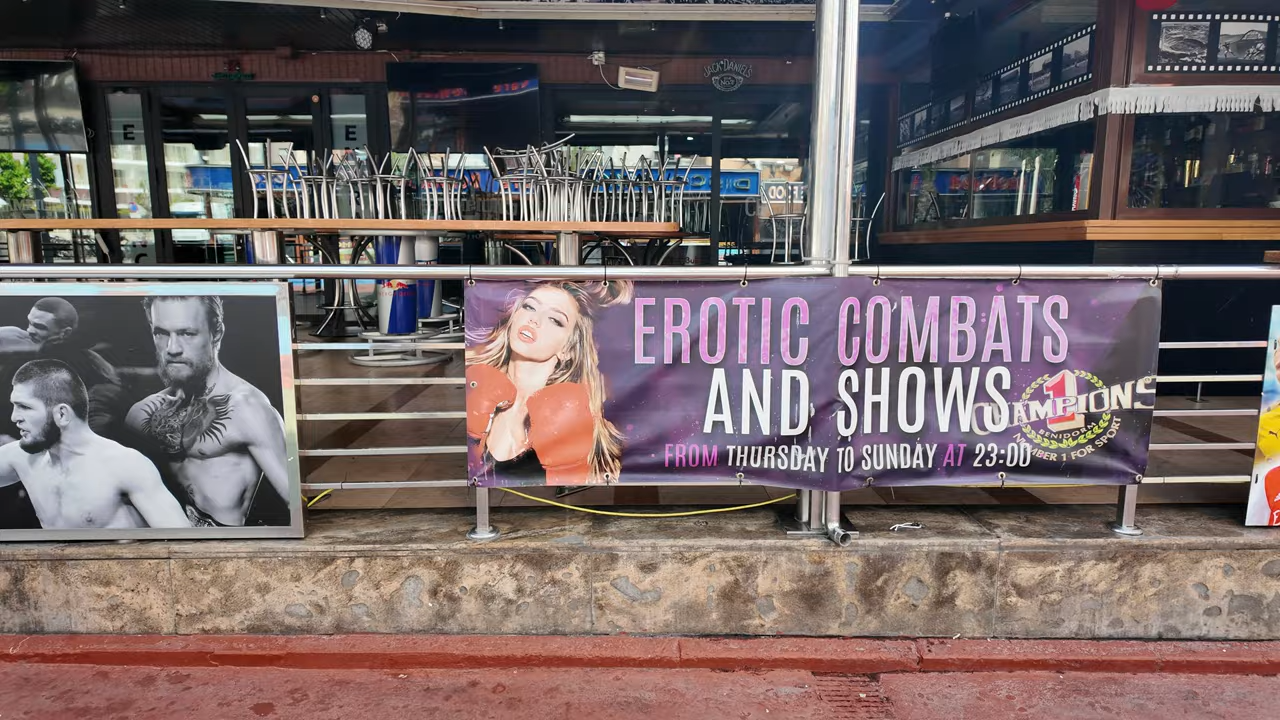 JACK DANIEL'S
E
E
EROTIC COMBATS
AND SHOWS
FROM THURSDAY TO SUNDAY AT 23:00
1
CHAMPIONS
BENIDORM
NUMBER 1 FOR SPORT